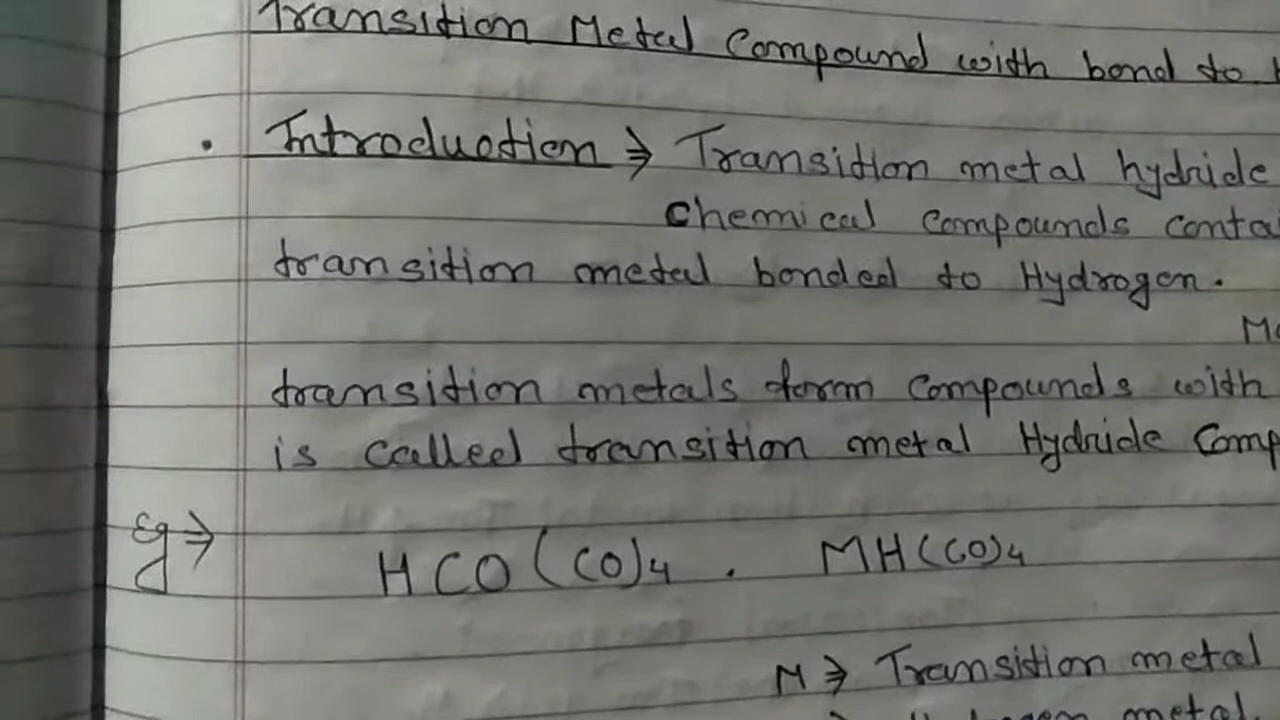 Transition Metal Compound with bond to
• Introduction ⇒ Transition metal hydride
Chemical Compounds conta
transition metal bonded to Hydrogen.
transition metals form compounds with
is called transition metal Hydride Comp
Eg ⇒ HCO(CO)4 . MH(CO)4
M ⇒ Transition metal
metal